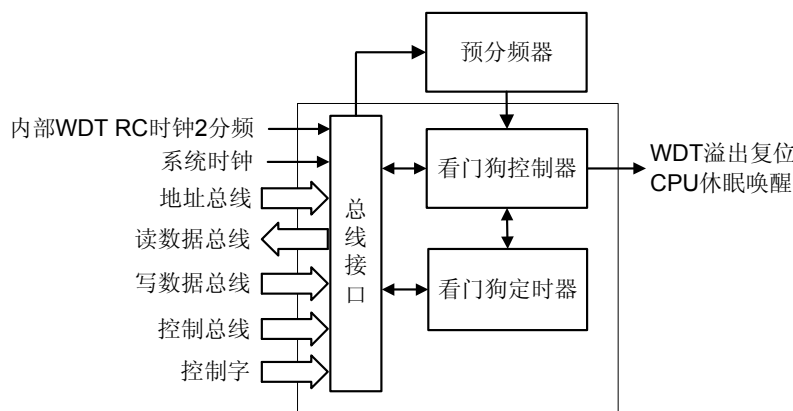 预分频器
内部WDT RC时钟2分频
系统时钟
地址总线
读数据总线
写数据总线
控制总线
控制字
总线接口
看门狗控制器
看门狗定时器
WDT溢出复位
CPU休眠唤醒